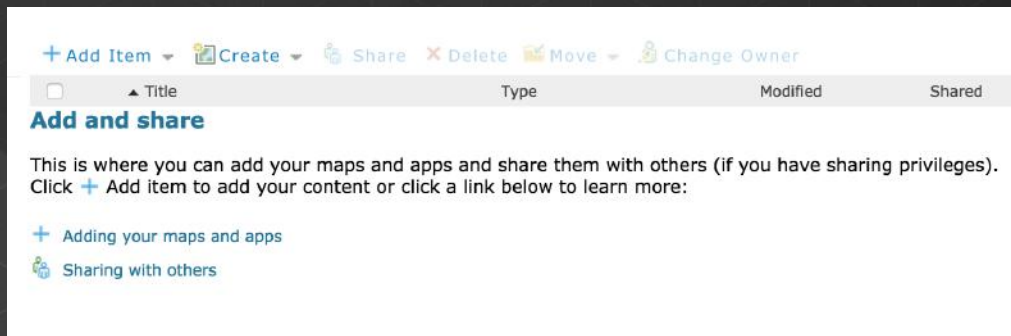 + Add Item Create Share Delete Move Change Owner
Title Type Modified Shared
Add and share
This is where you can add your maps and apps and share them with others (if you have sharing privileges).
Click + Add item to add your content or click a link below to learn more:
+ Adding your maps and apps
Sharing with others